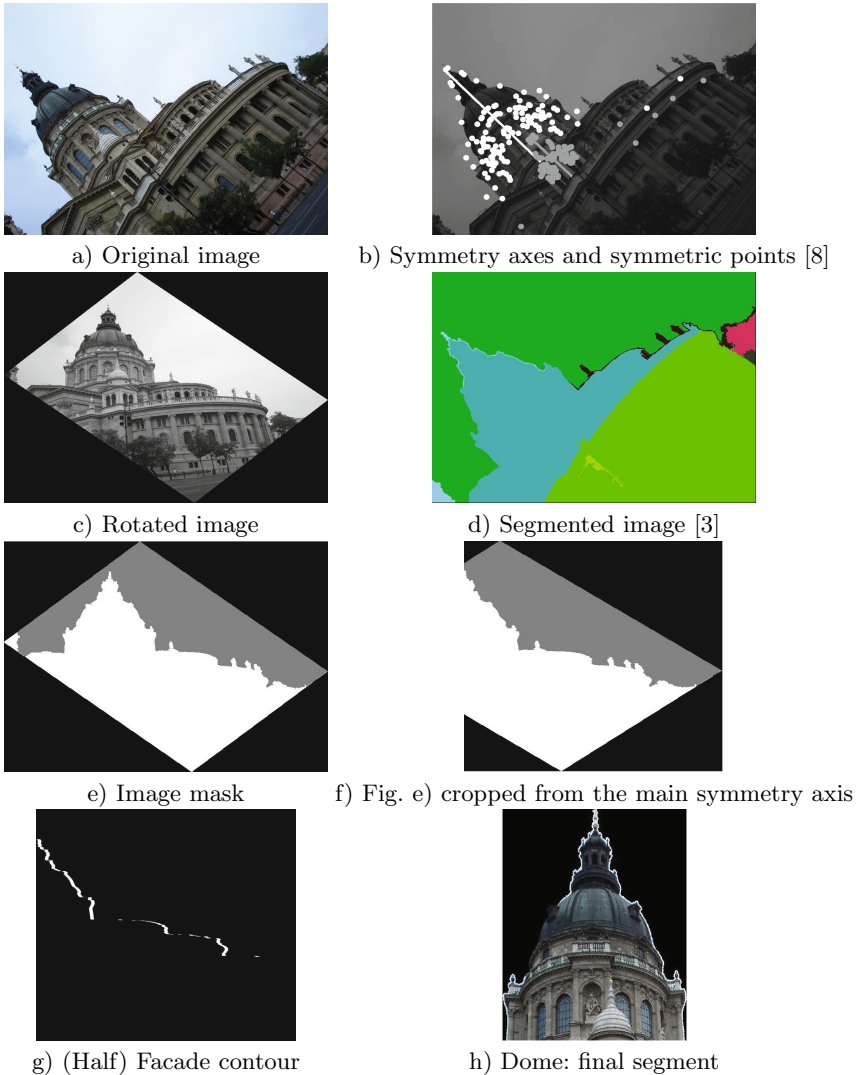 a) Original image
b) Symmetry axes and symmetric points [8]
c) Rotated image
d) Segmented image [3]
e) Image mask
f) Fig. e) cropped from the main symmetry axis
g) (Half) Facade contour
h) Dome: final segment